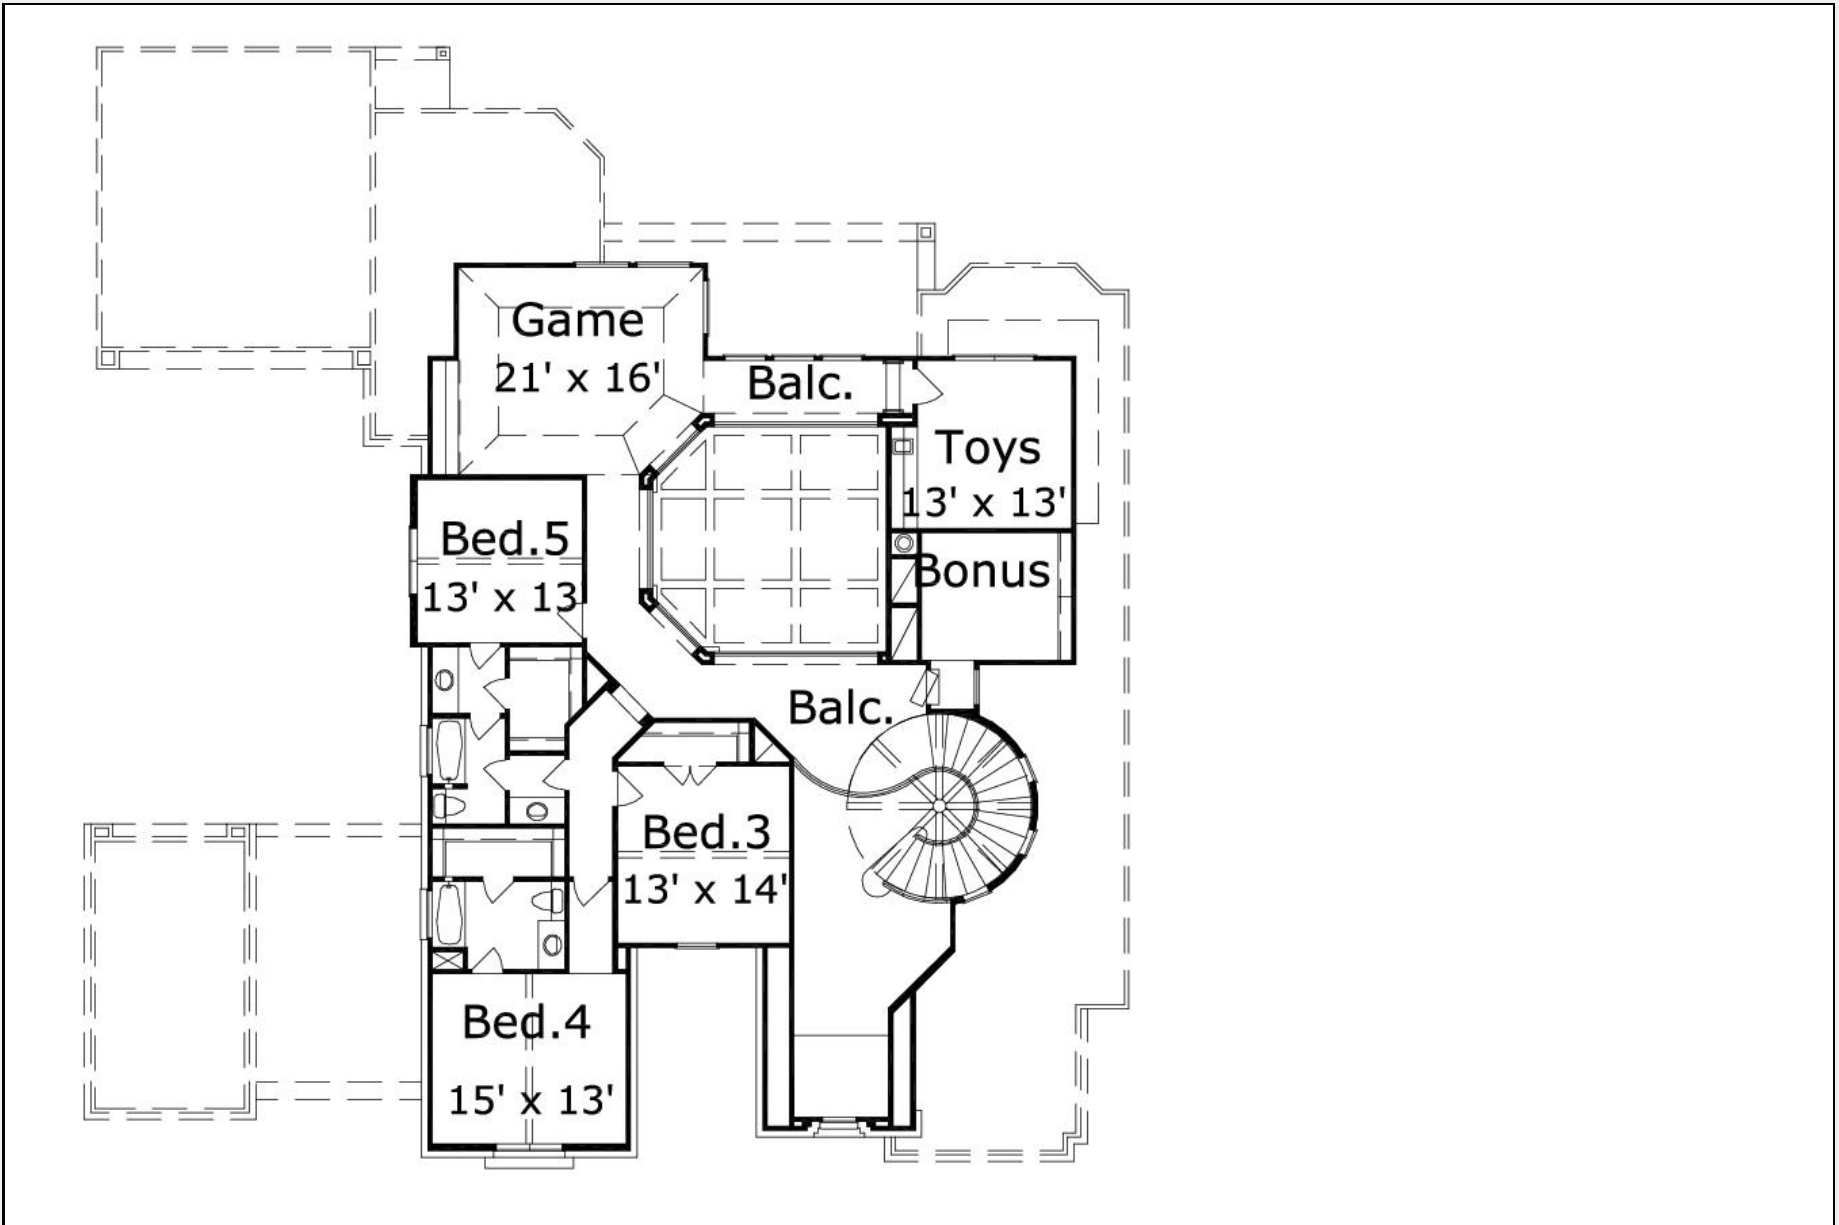 Game
21' x 16'
Balc.
Toys
13' x 13'
Bed.5
13' x 13'
Bonus
Balc.
Bed.3
13' x 14'
Bed.4
15' x 13'